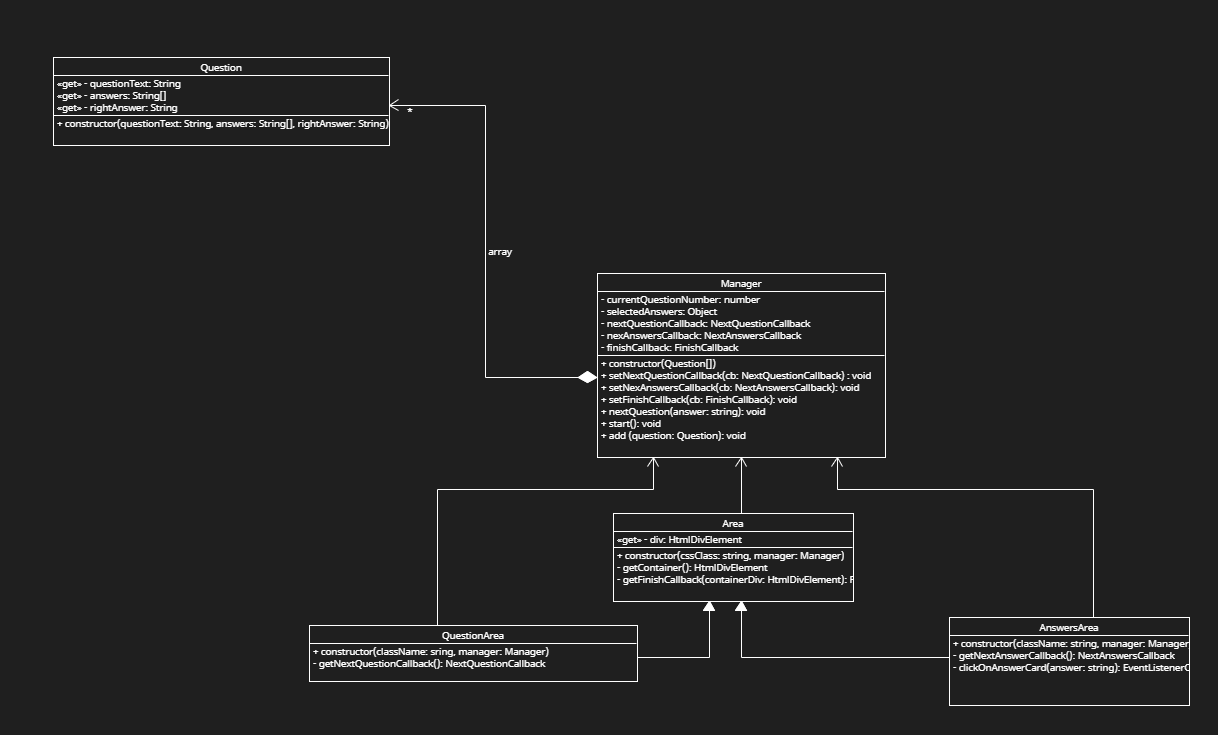 Question
«get» - questionText: String
«get» - answers: String[]
«get» - rightAnswer: String
+ constructor(questionText: String, answers: String[], rightAnswer: String)
*
array
Manager
- currentQuestionNumber: number
- selectedAnswers: Object
- nextQuestionCallback: NextQuestionCallback
- nexAnswersCallback: NextAnswersCallback
- finishCallback: FinishCallback
+ constructor(Question[])
+ setNextQuestionCallback(cb: NextQuestionCallback) : void
+ setNexAnswersCallback(cb: NextAnswersCallback): void
+ setFinishCallback(cb: FinishCallback): void
+ nextQuestion(answer: string): void
+ start(): void
+ add (question: Question): void
Area
«get» - div: HtmlDivElement
+ constructor(cssClass: string, manager: Manager)
- getContainer(): HtmlDivElement
- getFinishCallback(containerDiv: HtmlDivElement): F
QuestionArea
+ constructor(className: sring, manager: Manager)
- getNextQuestionCallback(): NextQuestionCallback
AnswersArea
+ constructor(className: string, manager: Manager
- getNextAnswerCallback(): NextAnswersCallback
- clickOnAnswerCard(answer: string): EventListenerC